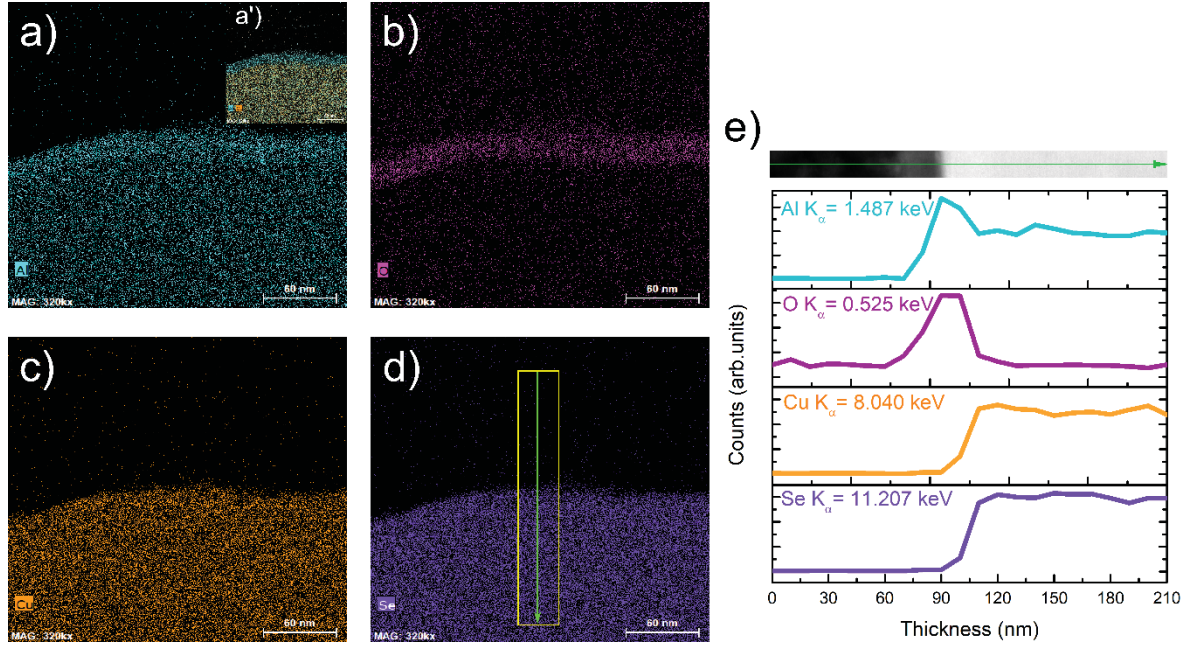 a)
a')
Al
MAG: 320kx
60 nm
b)
O
MAG: 320kx
60 nm
c)
Cu
MAG: 320kx
60 nm
d)
Se
MAG: 320kx
60 nm
e)
Al Kα= 1.487 keV
O Kα= 0.525 keV
Cu Kα= 8.040 keV
Se Kα= 11.207 keV
Counts (arb.units)
0 30 60 90 120 150 180 210
Thickness (nm)